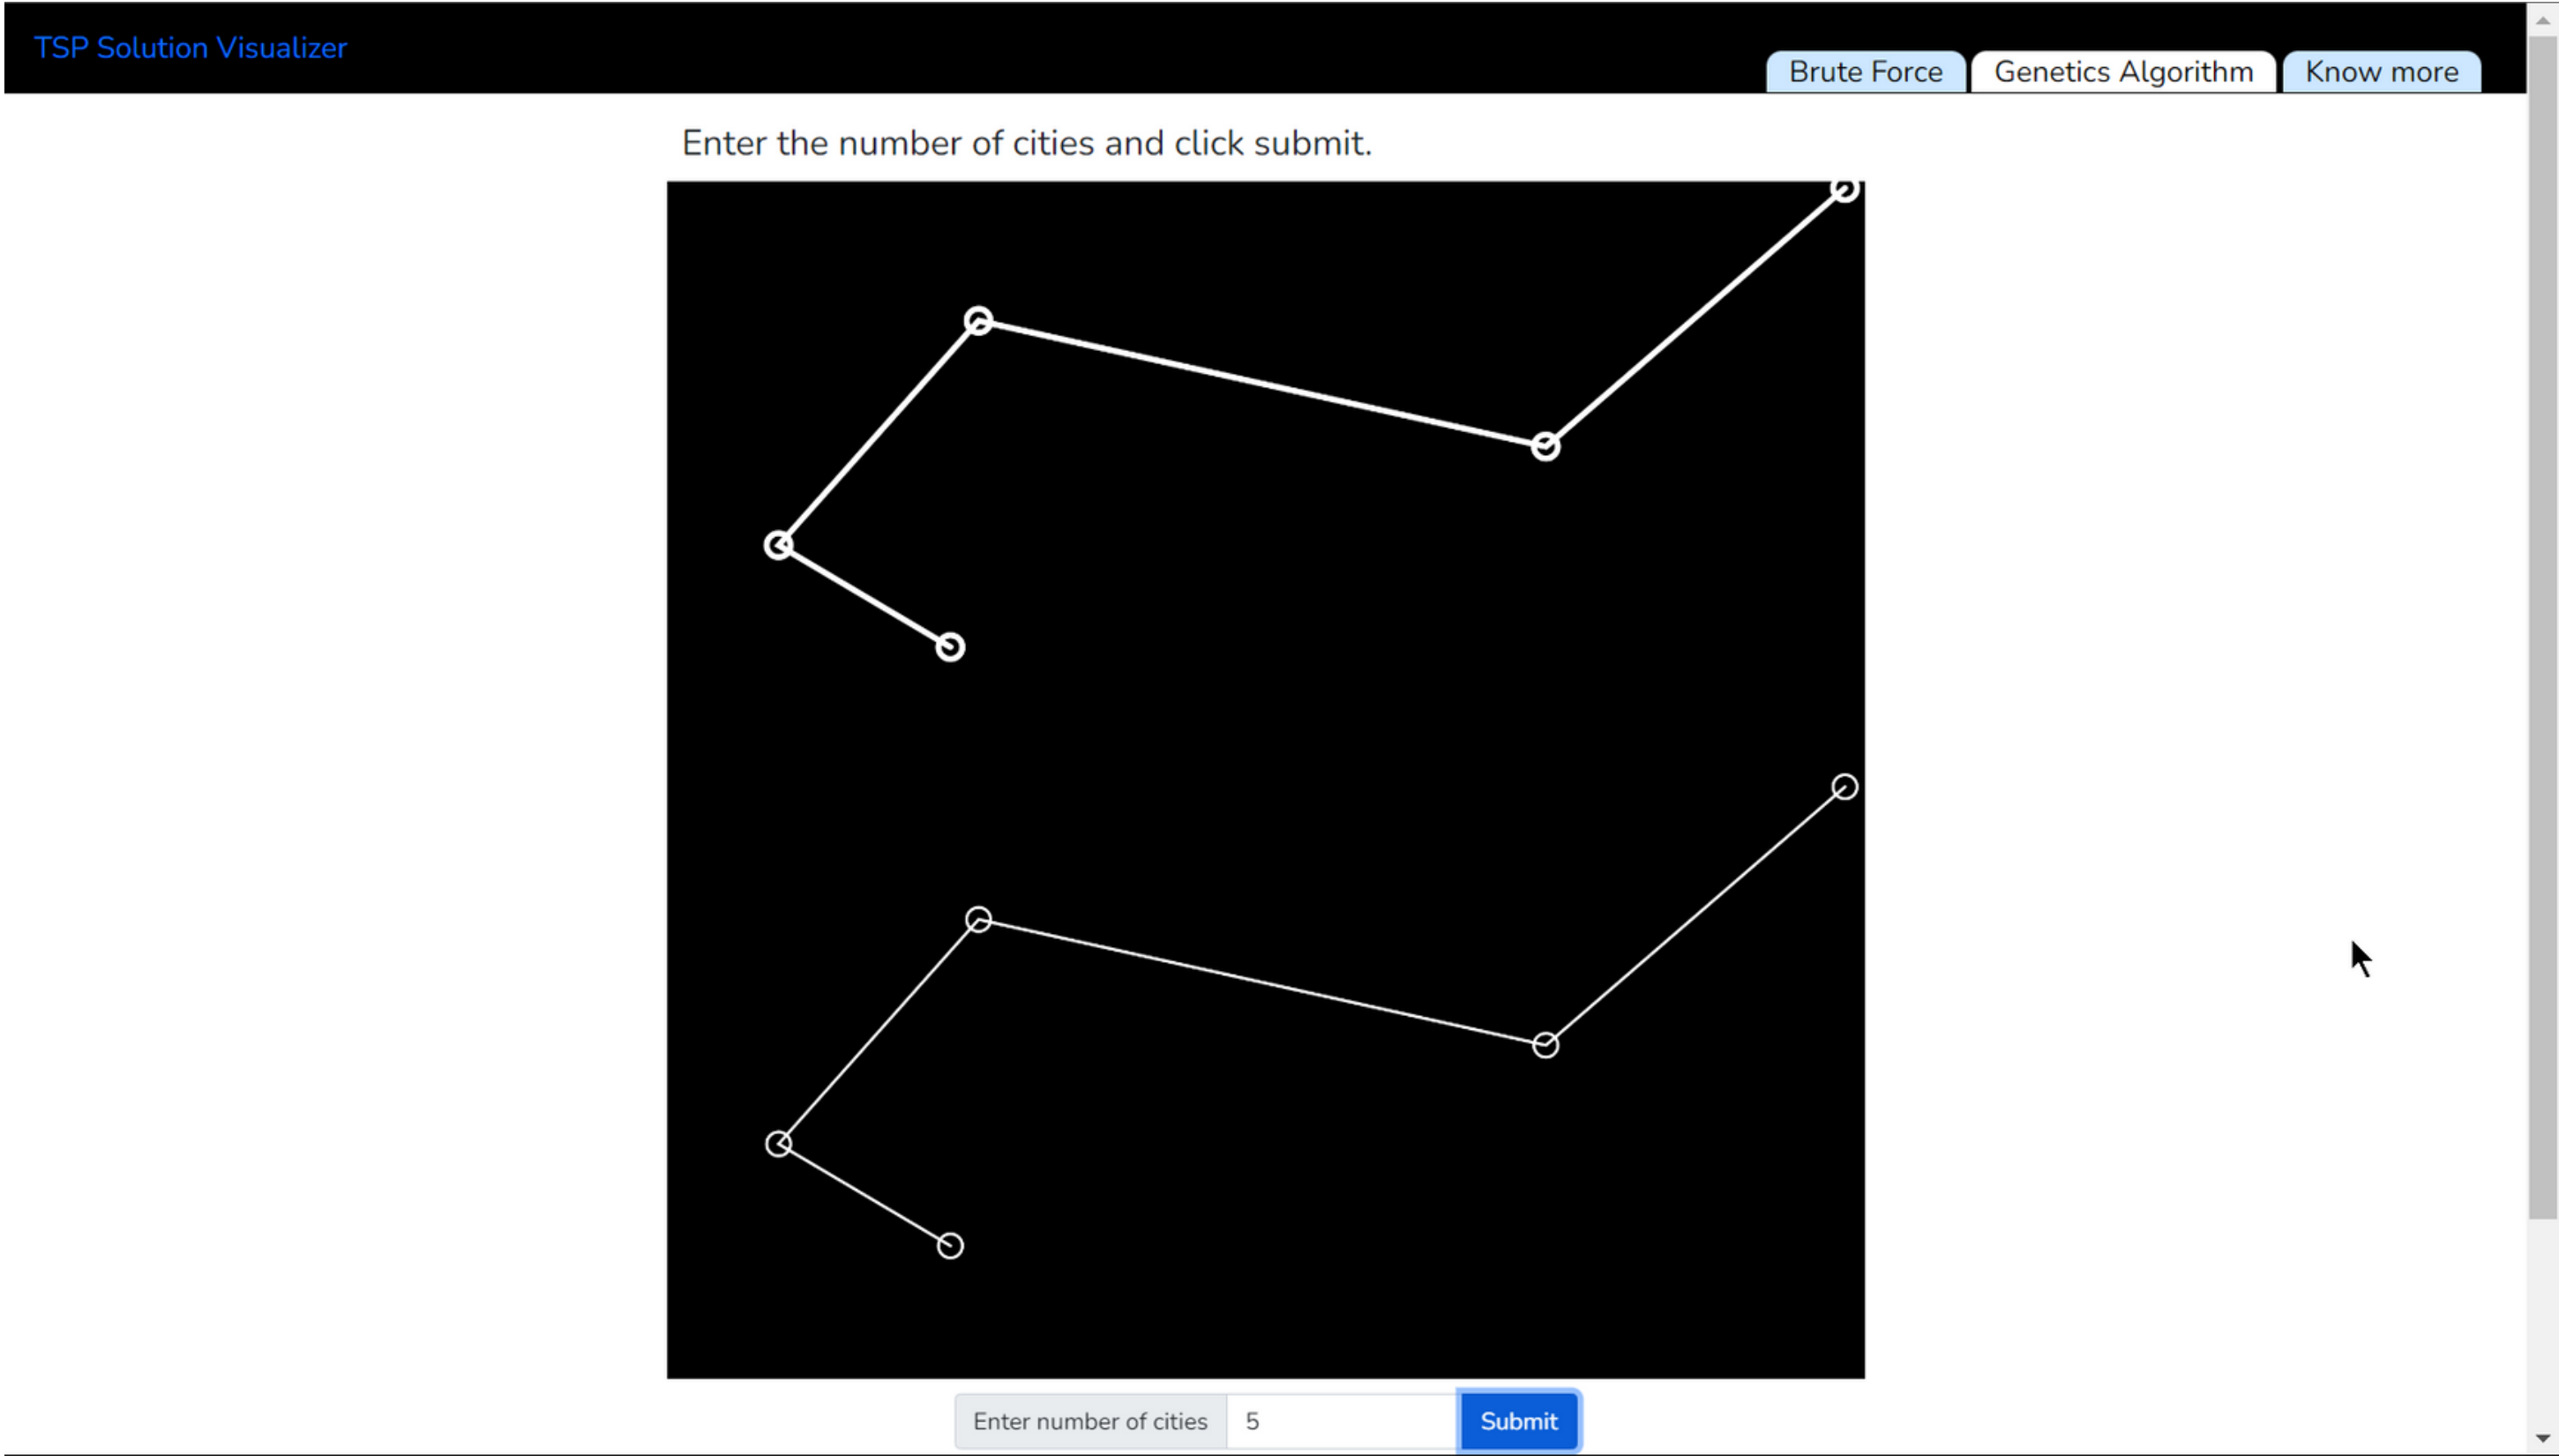 TSP Solution Visualizer
Brute Force Genetics Algorithm Know more
Enter the number of cities and click submit.
Enter number of cities 5 Submit